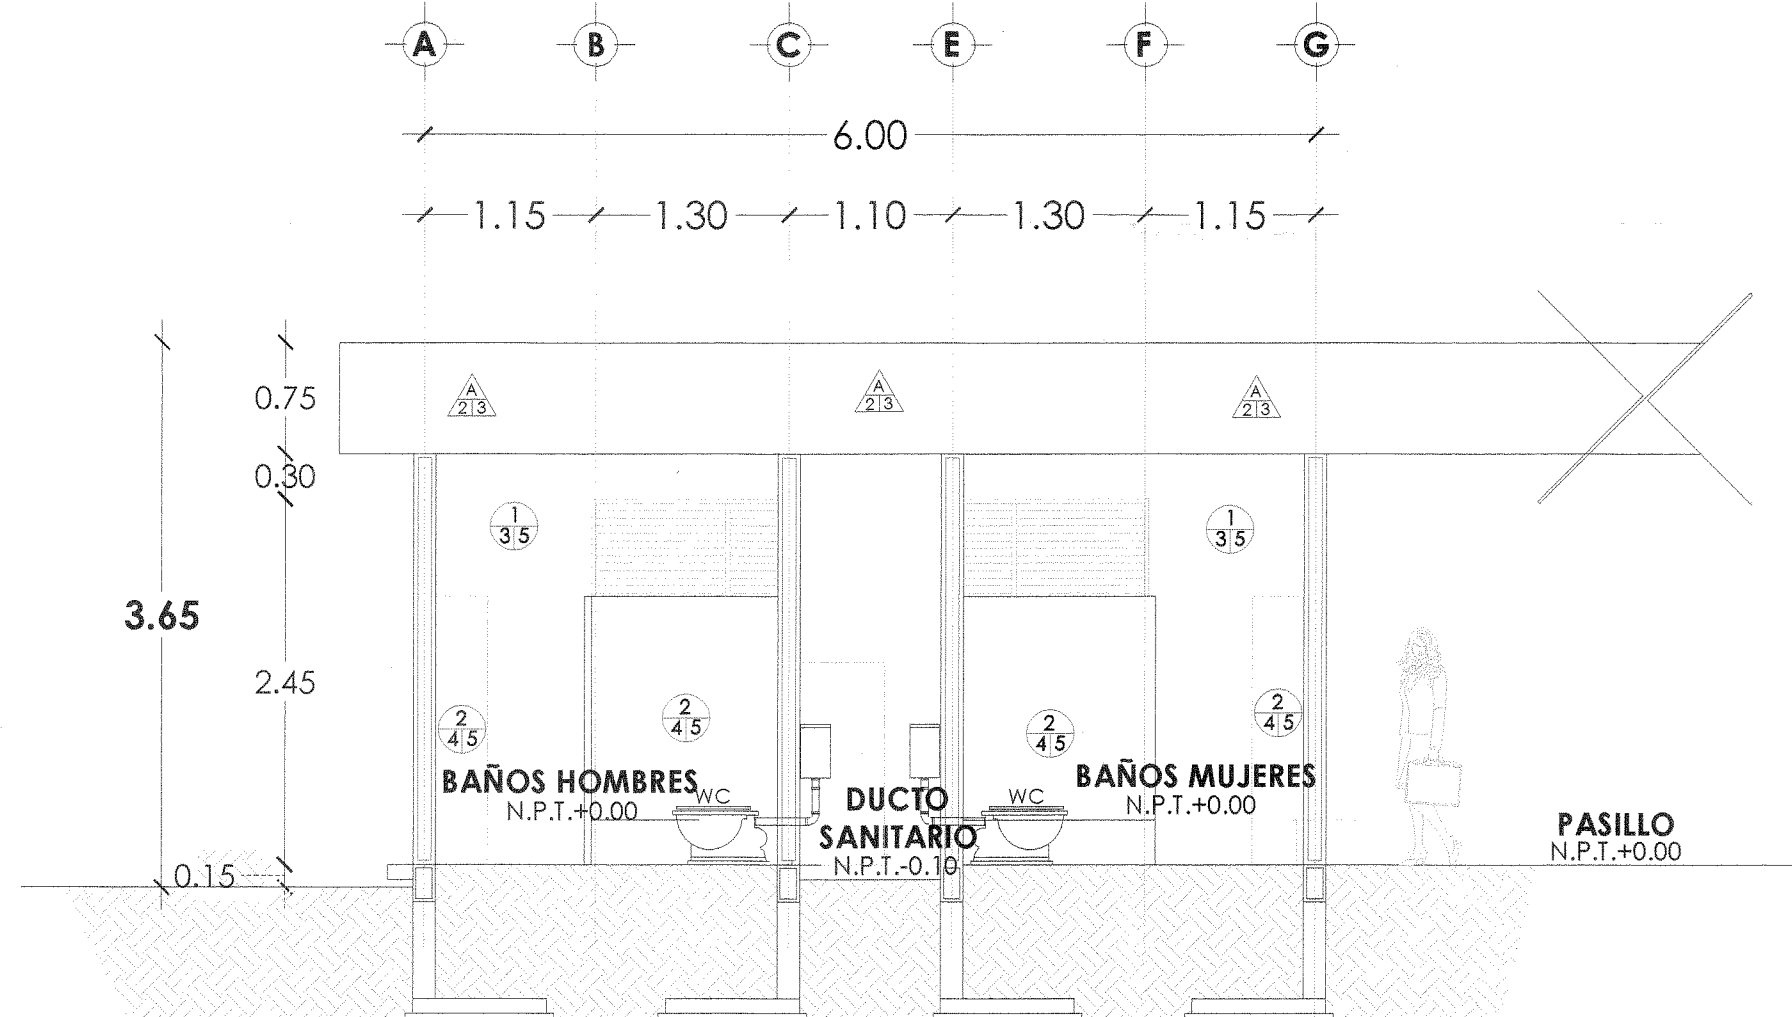 A B C E F G
6.00
1.15 1.30 1.10 1.30 1.15
0.75
A
2 3
A
2 3
A
2 3
0.30
1
3 5
1
3 5
3.65
2.45
2
4 5
2
4 5
2
4 5
2
4 5
BAÑOS HOMBRES
N.P.T.+0.00
WC
DUCTO
SANITARIO
N.P.T.-0.10
WC
BAÑOS MUJERES
N.P.T.+0.00
PASILLO
N.P.T.+0.00
0.15